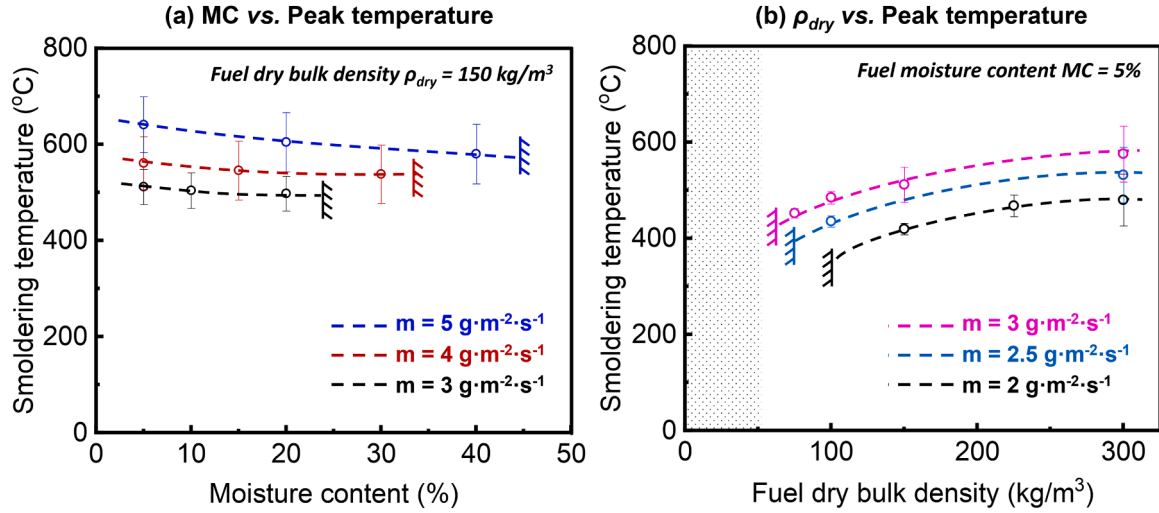 (a) MC vs. Peak temperature
800
600
400
200
0
0
10
20
30
40
50
Smoldering temperature (°C)
Moisture content (%)
Fuel dry bulk density ρdry = 150 kg/m³
m = 5 g·m⁻²·s⁻¹
m = 4 g·m⁻²·s⁻¹
m = 3 g·m⁻²·s⁻¹
(b) ρdry vs. Peak temperature
800
600
400
200
0
0
100
200
300
Smoldering temperature (°C)
Fuel dry bulk density (kg/m³)
Fuel moisture content MC = 5%
m = 3 g·m⁻²·s⁻¹
m = 2.5 g·m⁻²·s⁻¹
m = 2 g·m⁻²·s⁻¹